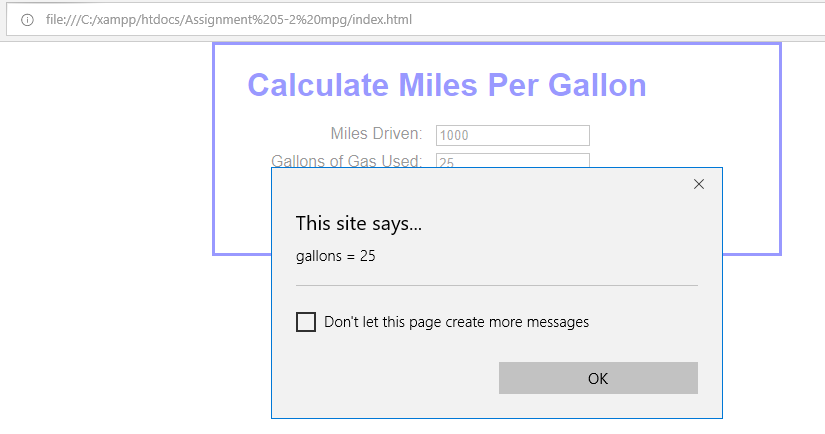 file:///C:/xampp/htdocs/Assignment%205-2%20mpg/index.html
Calculate Miles Per Gallon
Miles Driven: 1000
Gallons of Gas Used: 25
This site says...
gallons = 25
Don't let this page create more messages
OK